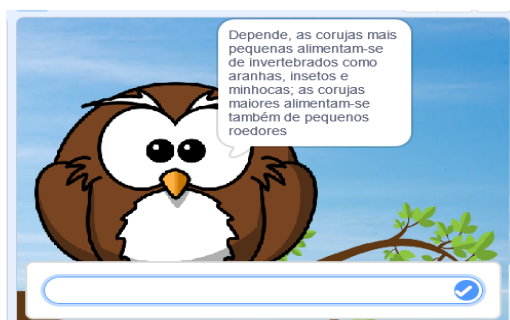 Depende, as corujas mais
pequenas alimentam-se
de invertebrados como
aranhas, insetos e
minhocas; as corujas
maiores alimentam-se
também de pequenos
roedores